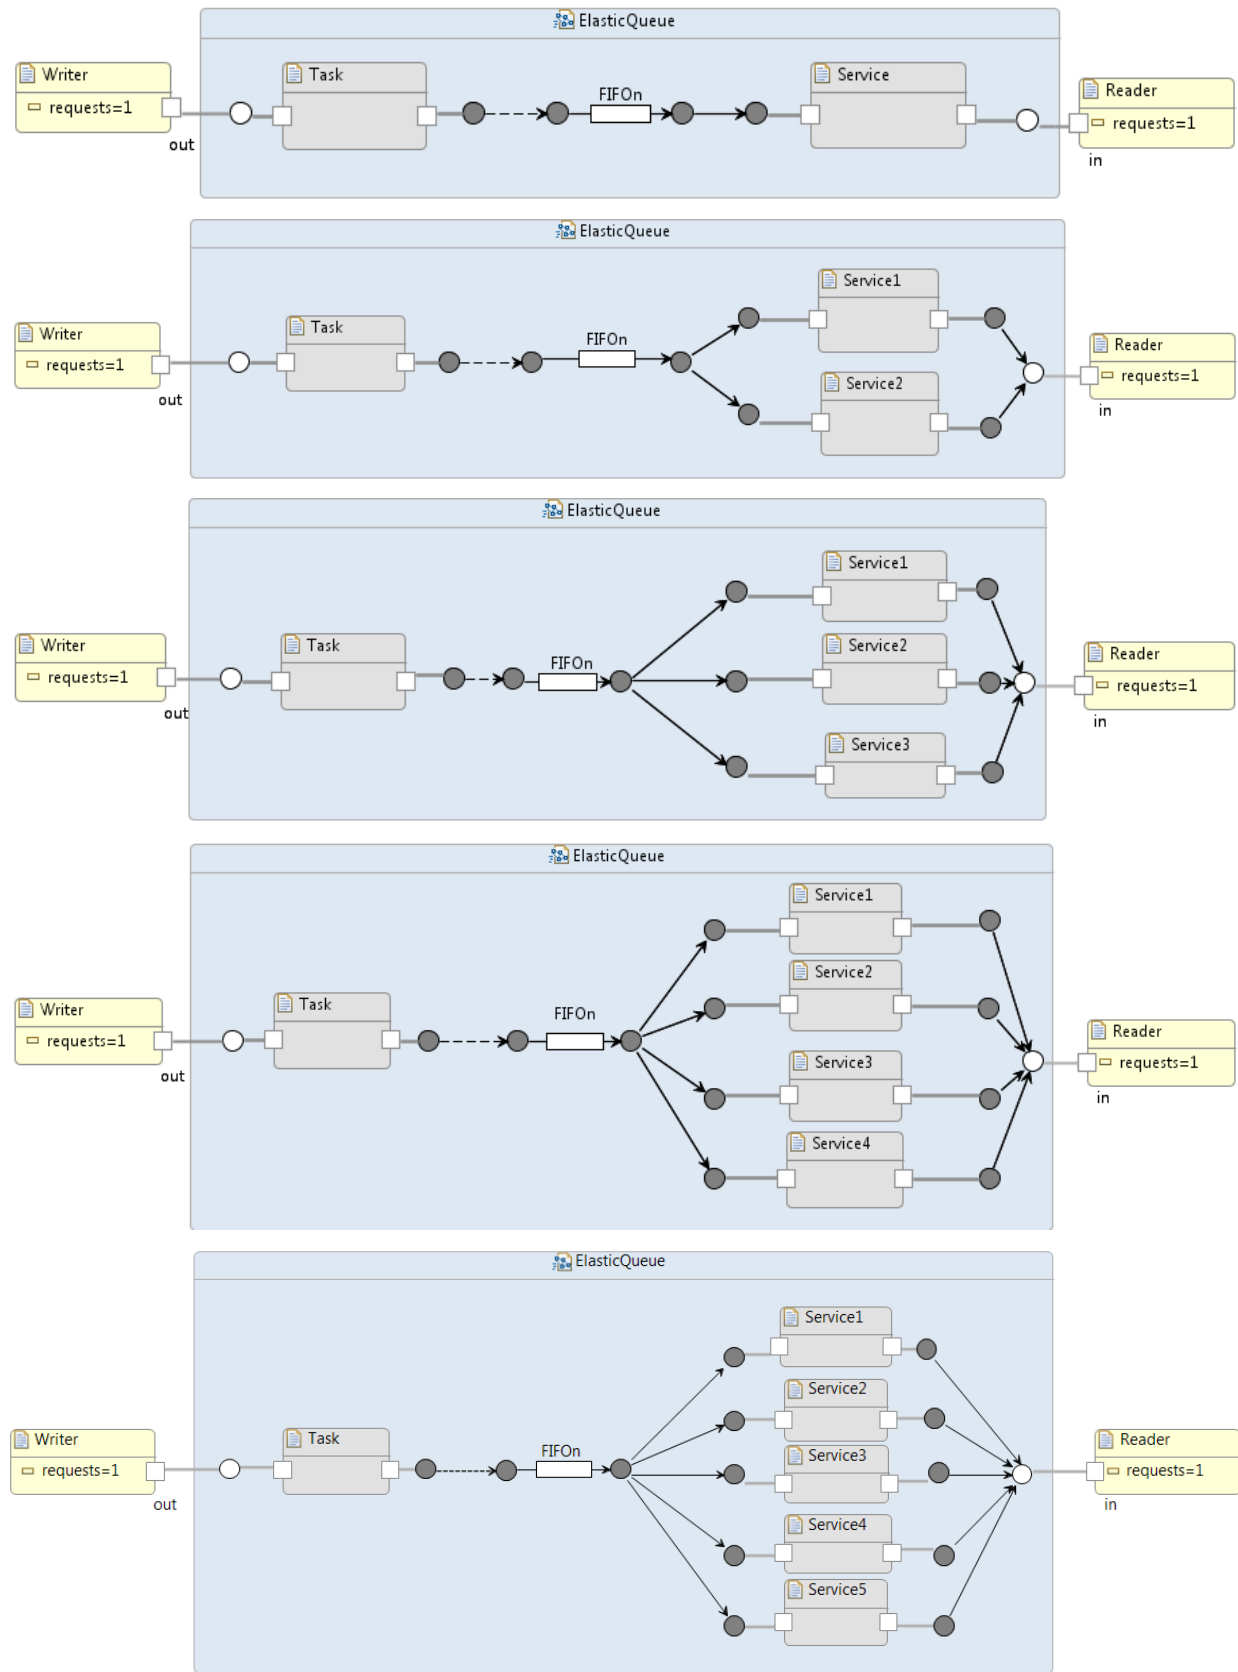 ElasticQueue
Writer
requests=1
out
Task
FIFOn
Service
Reader
requests=1
in
ElasticQueue
Writer
requests=1
out
Task
FIFOn
Service1
Service2
Reader
requests=1
in
ElasticQueue
Writer
requests=1
out
Task
FIFOn
Service1
Service2
Service3
Reader
requests=1
in
ElasticQueue
Writer
requests=1
out
Task
FIFOn
Service1
Service2
Service3
Service4
Reader
requests=1
in
ElasticQueue
Writer
requests=1
out
Task
FIFOn
Service1
Service2
Service3
Service4
Service5
Reader
requests=1
in